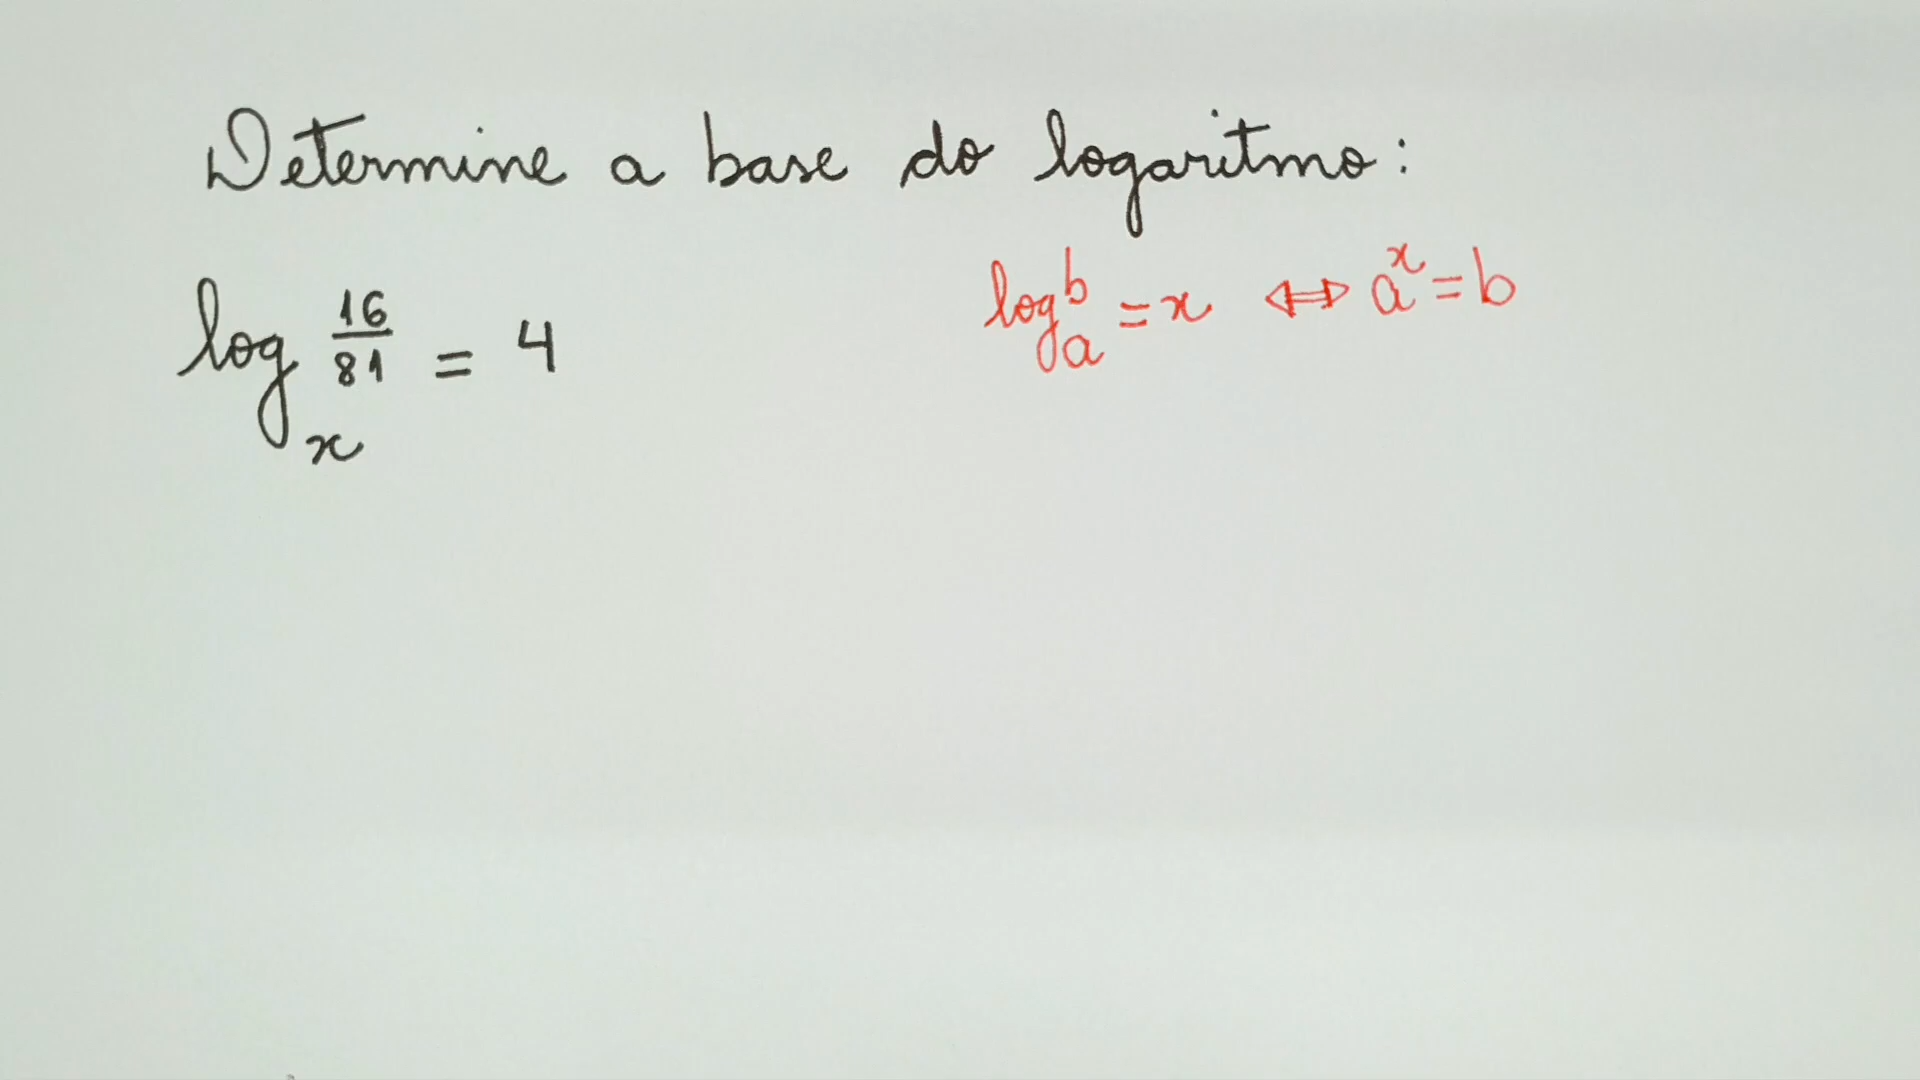 Determine a base do logaritmo:
log_x 16/81 = 4
log_a b = x ⇔ a^x = b